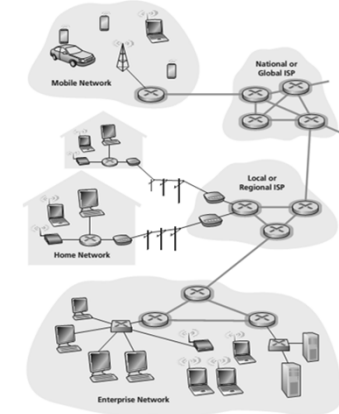 Mobile Network
National or
Global ISP
Local or
Regional ISP
Home Network
Enterprise Network